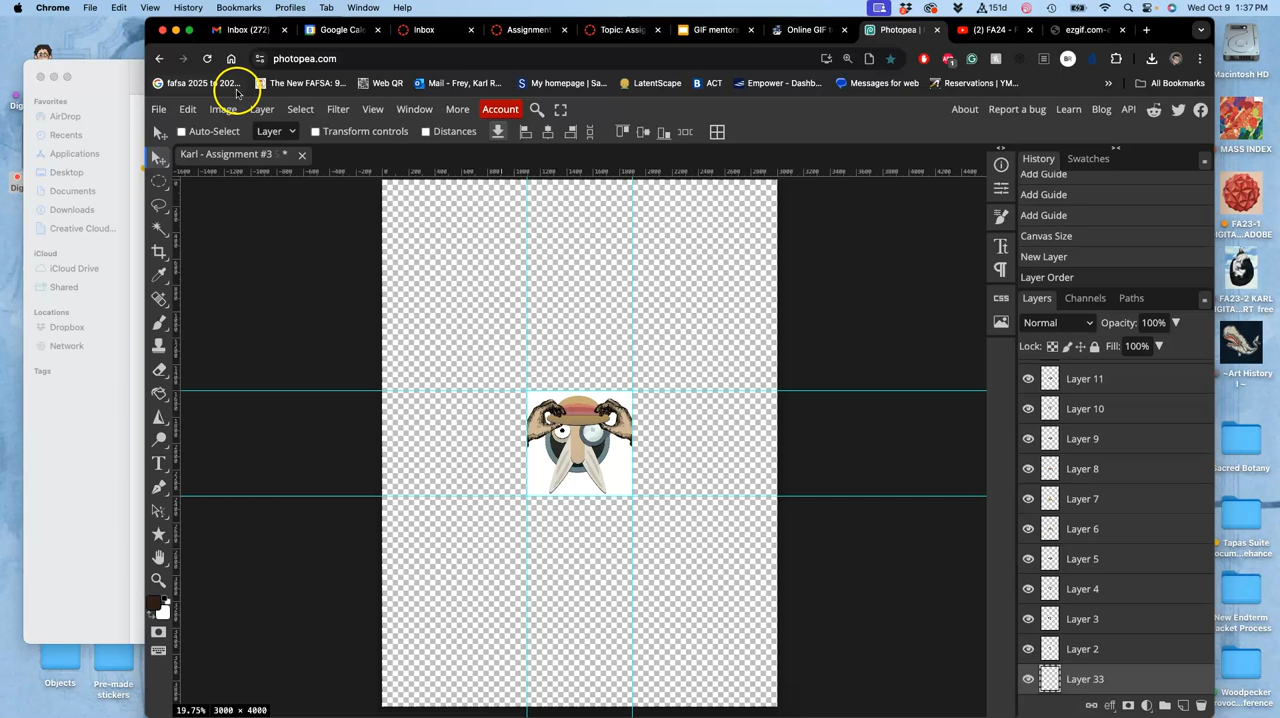 Chrome File Edit View History Bookmarks Profiles Tab Window Help 151d Wed Oct 9 1:37PM
Inbox (272)
Google Cale
Inbox
Assignment
Topic: Assig
GIF mentors
Online GIF t
Photopea |
(2) FA24 -
ezgif.com-e
photopea.com
fafsa 2025 to 202...
The New FAFSA: 9...
Web QR
Mail - Frey, Karl R...
My homepage | Sa...
LatentScape
ACT
Empower - Dashb...
Messages for web
Reservations | YM...
»
All Bookmarks
File Edit Image Layer Select Filter View Window More Account
About Report a bug Learn Blog API
Auto-Select Layer Transform controls Distances
Karl - Assignment #3 S *
History Swatches
Add Guide
Add Guide
Add Guide
Canvas Size
New Layer
Layer Order
Layers Channels Paths
Normal Opacity: 100%
Lock: Fill: 100%
Layer 11
Layer 10
Layer 9
Layer 8
Layer 7
Layer 6
Layer 5
Layer 4
Layer 3
Layer 2
Layer 33
CSS
19.75% 3000 × 4000
Favorites
AirDrop
Recents
Applications
Desktop
Documents
Downloads
Creative Cloud...
iCloud
iCloud Drive
Shared
Locations
Dropbox
Network
Tags
Objects
Pre-made
stickers
Macintosh HD
MASS INDEX
FA23-1
IGITA...ADOBE
FA23-2 KARL
IGITA...RT free
~Art History
I ~
Sacred Botany
Tapas Suite
ocum...ehance
New Endterm
acket Process
Woodpecker
rovoc...ference